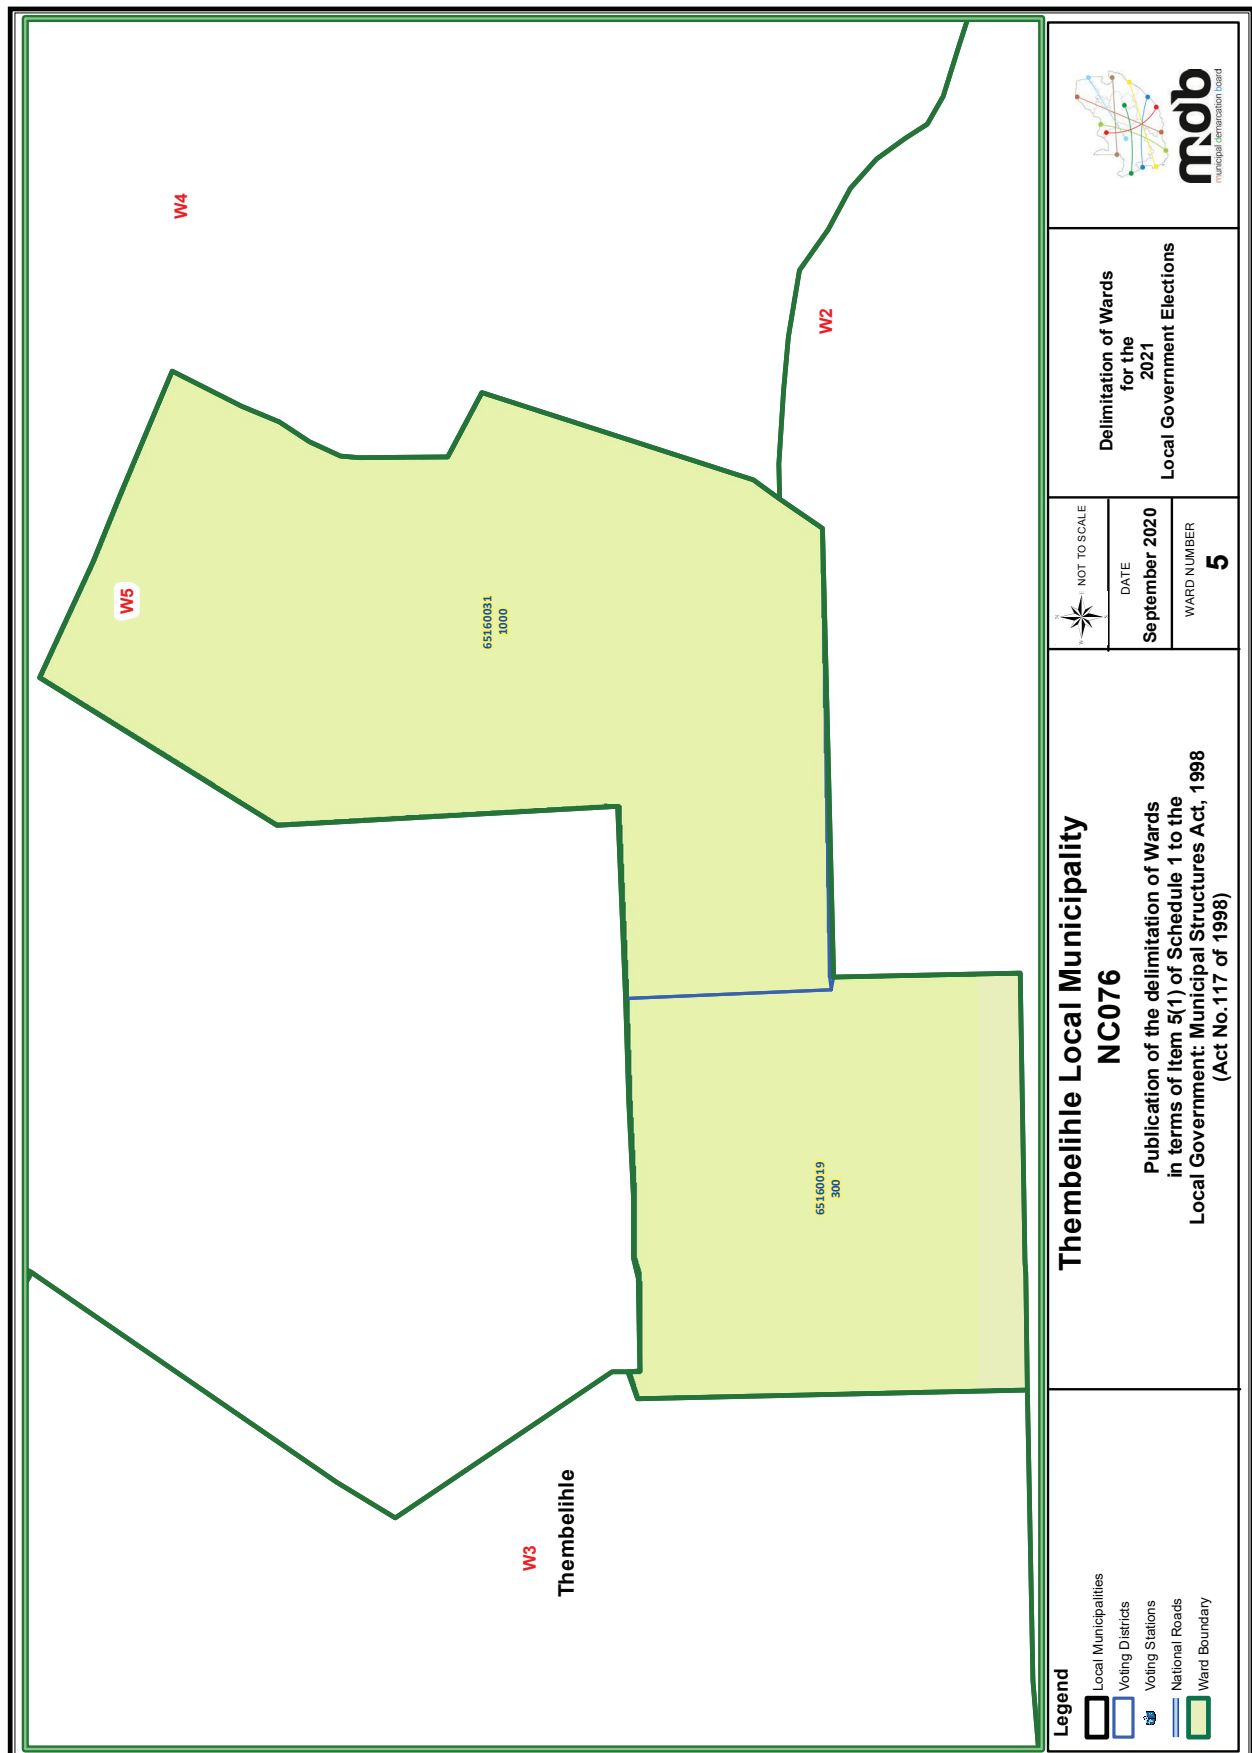 W3
Thembelihle
65160019
300
W5
65160031
1000
W4
W2
Legend
Local Municipalities
Voting Districts
Voting Stations
National Roads
Ward Boundary
Thembelihle Local Municipality
NC076
Publication of the delimitation of Wards
in terms of Item 5(1) of Schedule 1 to the
Local Government: Municipal Structures Act, 1998
(Act No.117 of 1998)
N
W E
S
NOT TO SCALE
DATE
September 2020
WARD NUMBER
5
Delimitation of Wards
for the
2021
Local Government Elections
mdb
municipal demarcation board